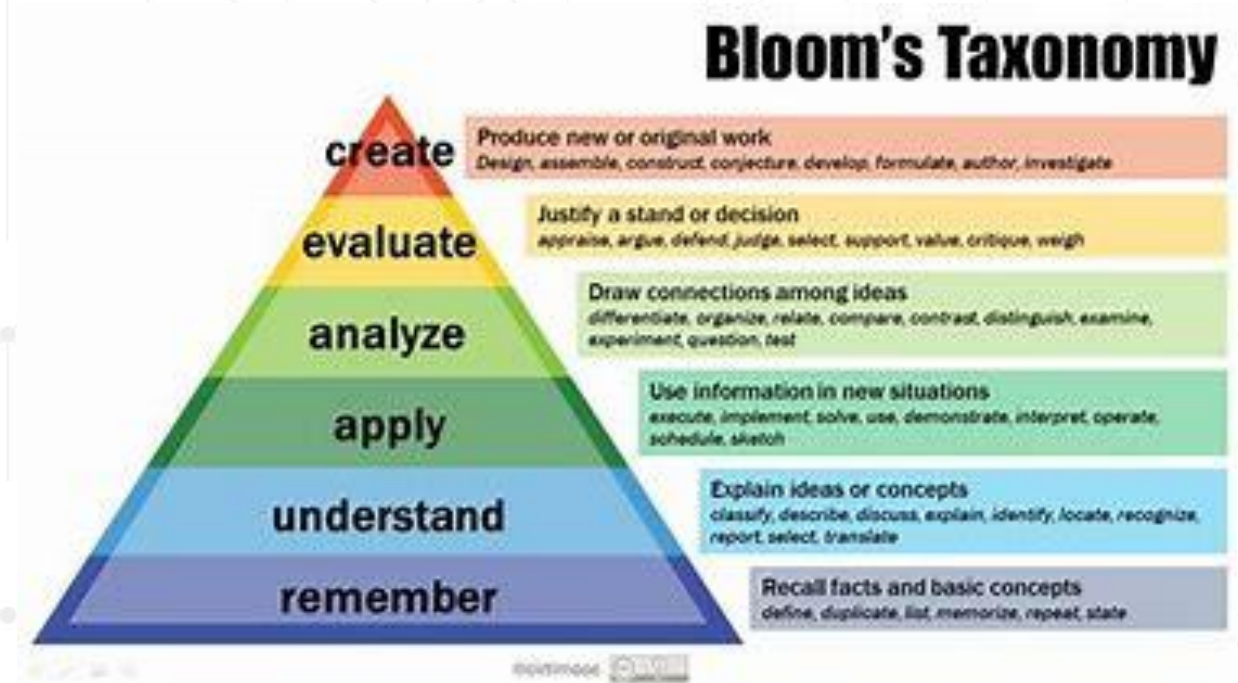 Bloom's Taxonomy
create
Produce new or original work
Design, assemble, construct, conjecture, develop, formulate, author, investigate
evaluate
Justify a stand or decision
appraise, argue, defend, judge, select, support, value, critique, weigh
analyze
Draw connections among ideas
differentiate, organize, relate, compare, contrast, distinguish, examine,
experiment, question, test
apply
Use information in new situations
execute, implement, solve, use, demonstrate, interpret, operate,
schedule, sketch
understand
Explain ideas or concepts
classify, describe, discuss, explain, identify, locate, recognize,
report, select, translate
remember
Recall facts and basic concepts
define, duplicate, list, memorize, repeat, state